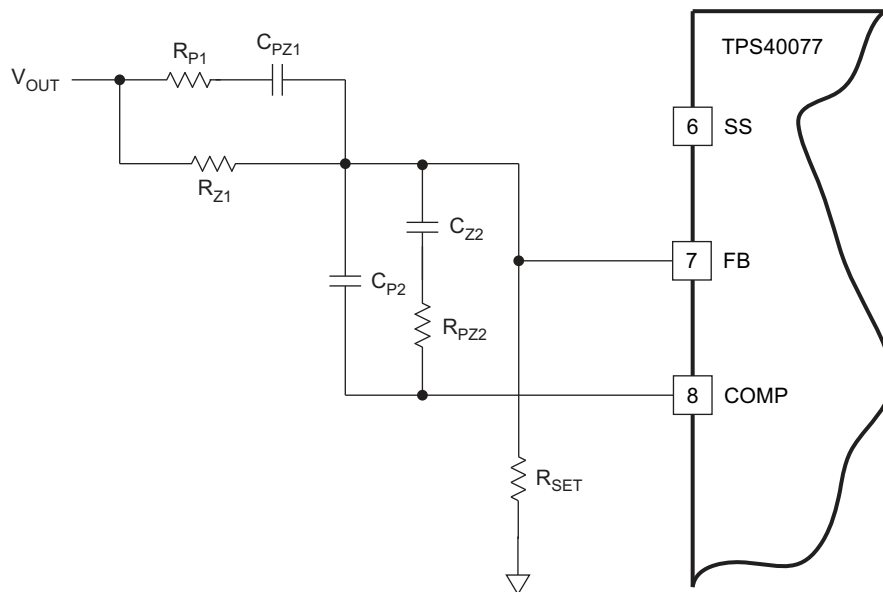 TPS40077
R_P1
C_PZ1
V_OUT
6 SS
R_Z1
C_Z2
7 FB
C_P2
R_PZ2
8 COMP
R_SET